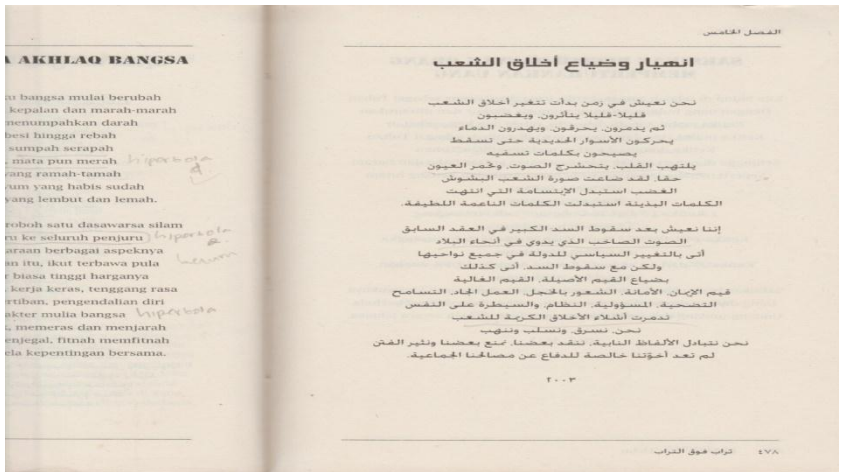 A AKHLAQ BANGSA
bangsa mulai berubah
kepalan dan marah-marah
menumpahkan darah
besi hingga rebah
sumpah serapah
, mata pun merah hiperbola
yang ramah-tamah
yum yang habis sudah
yang lembut dan lemah.
roboh satu dasawarsa silam
ru ke seluruh penjuru) hiperbola
araan berbagai aspeknya
an itu, ikut terbawa pula
r biasa tinggi harganya
, kerja keras, tenggang rasa
ertiban, pengendalian diri
akter mulia bangsa hiperbola
, memeras dan menjarah
enjegal, fitnah memfitnah
ela kepentingan bersama.
الفصل الخامس
انهيار وضياع أخلاق الشعب
نحن نعيش في زمن بدأت تتغير أخلاق الشعب
قليلا-قليلا يتأثرون، ويغضبون
ثم يدمرون، يحرقون، ويهدرون الدماء
يحركون الأسوار الحديدية حتى تسقط
يصيحون بكلمات تسفيه
يلتهب القلب، يتحشرج الصوت، وتحمر العيون
حقا، لقد ضاعت صورة الشعب البشوش
الغضب استبدل الإبتسامة التي انتهت
الكلمات البذيئة استبدلت الكلمات الناعمة اللطيفة.
إننا نعيش بعد سقوط السد الكبير في العقد السابق
الصوت الصاخب الذي يدوي في أنحاء البلاد
أتى بالتغيير السياسي للدولة في جميع نواحيها
ولكن مع سقوط السد، أتى كذلك
بضياع القيم الأصيلة، القيم الغالية
قيم الإيمان، الأمانة، الشعور بالخجل، العمل الجاد، التسامح
التضحية، المسؤولية، النظام، والسيطرة على النفس
تدمرت أشلاء الأخلاق الكريمة للشعب
نحن، نسرق، ونسلب وننهب
نحن نتبادل الألفاظ النابية، ننقد بعضنا، نمنع بعضنا ونثير الفتن
لم تعد أخوّتنا خالصة للدفاع عن مصالحنا الجماعية.
٢٠٠٣
٤٧٨ تراب فوق التراب